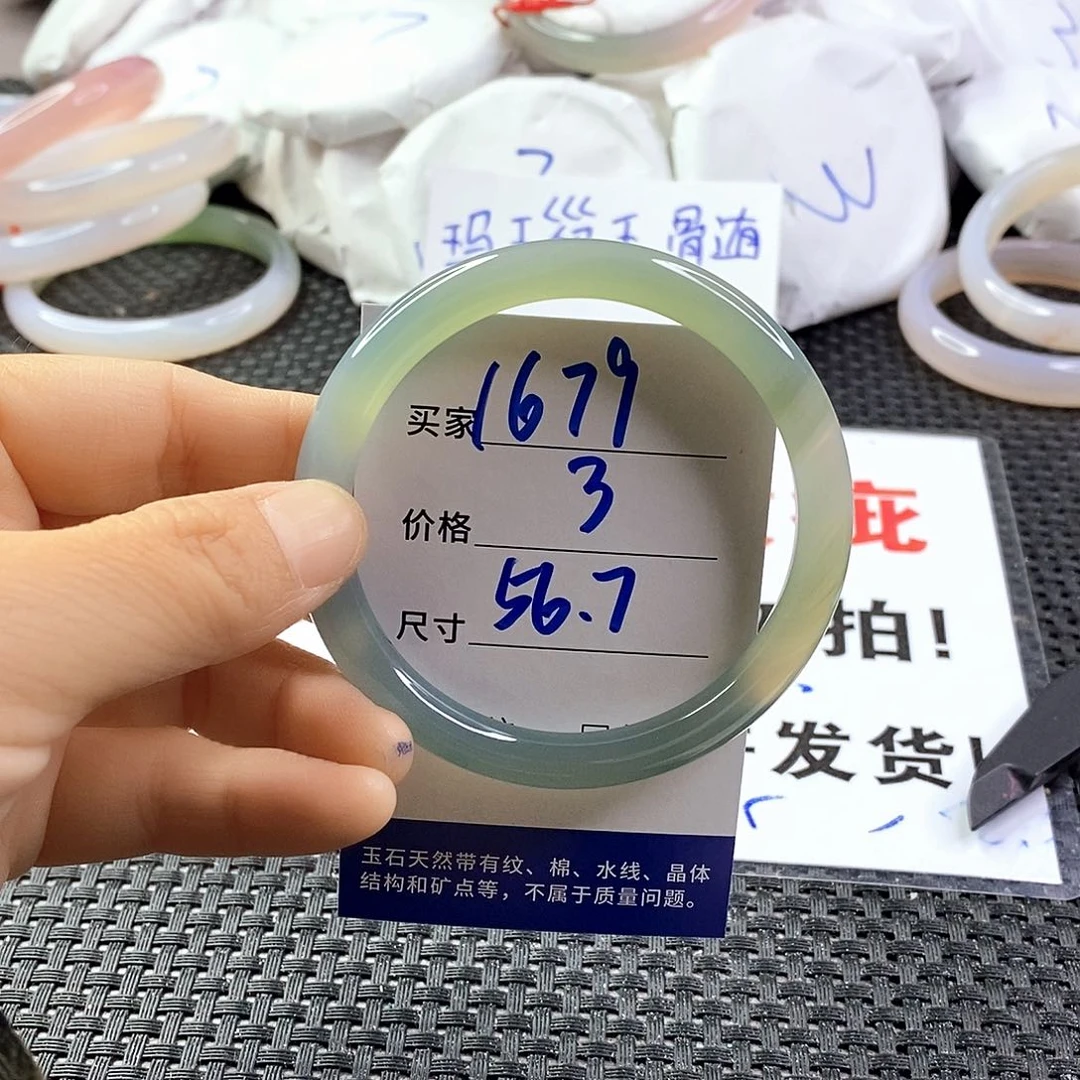 买家 1679
价格 3
尺寸 56.7
玉石天然带有纹、棉、水线、晶体
结构和矿点等，不属于质量问题。
疵
拍！
发货！